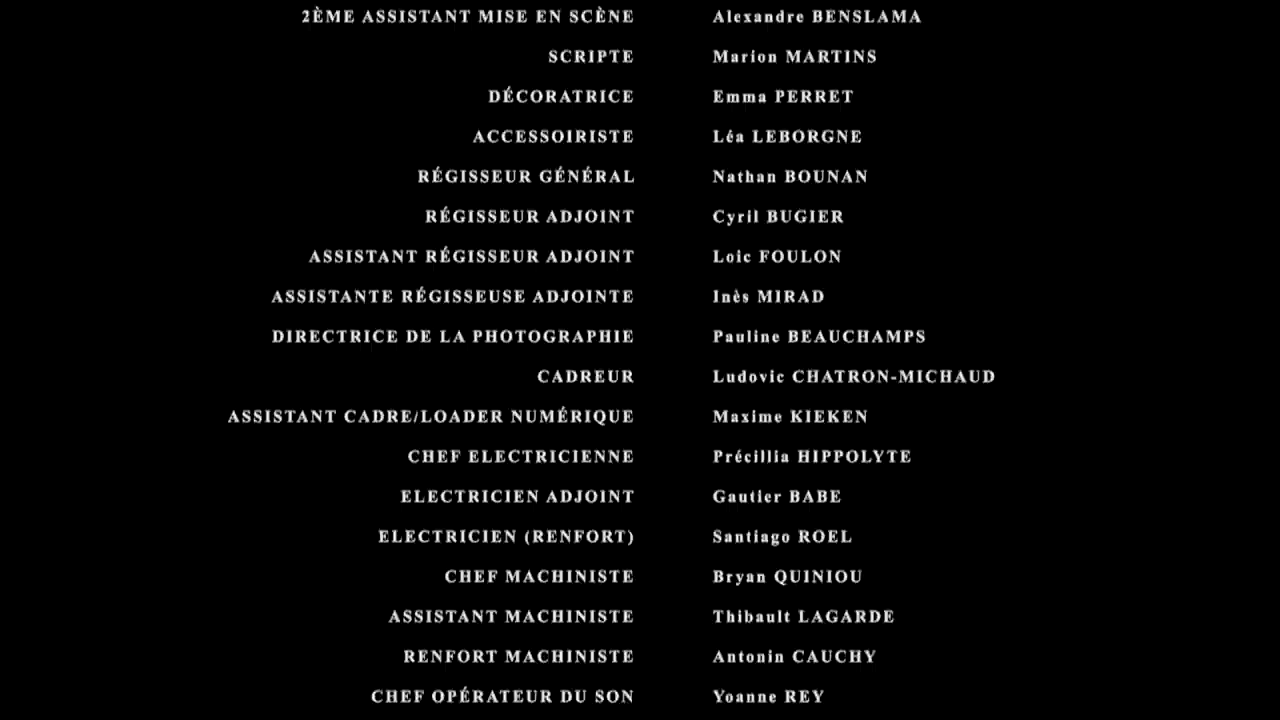 2ÈME ASSISTANT MISE EN SCÈNE Alexandre BENSLAMA
SCRIPTE Marion MARTINS
DÉCORATRICE Emma PERRET
ACCESSOIRISTE Léa LEBORGNE
RÉGISSEUR GÉNÉRAL Nathan BOUNAN
RÉGISSEUR ADJOINT Cyril BUGIER
ASSISTANT RÉGISSEUR ADJOINT Loic FOULON
ASSISTANTE RÉGISSEUSE ADJOINTE Inès MIRAD
DIRECTRICE DE LA PHOTOGRAPHIE Pauline BEAUCHAMPS
CADREUR Ludovic CHATRON-MICHAUD
ASSISTANT CADRE/LOADER NUMÉRIQUE Maxime KIEKEN
CHEF ELECTRICIENNE Précillia HIPPOLYTE
ELECTRICIEN ADJOINT Gautier BABE
ELECTRICIEN (RENFORT) Santiago ROEL
CHEF MACHINISTE Bryan QUINIOU
ASSISTANT MACHINISTE Thibault LAGARDE
RENFORT MACHINISTE Antonin CAUCHY
CHEF OPÉRATEUR DU SON Yoanne REY